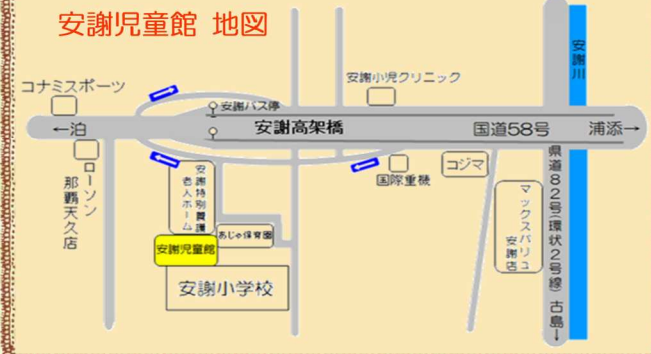 安謝児童館 地図
コナミスポーツ
安謝小児クリニック
安謝川
安謝バス停
←泊
安謝高架橋
国道58号
浦添→
ローソン
那覇天久店
安謝特別養護
老人ホーム
あじゃ保育園
安謝児童館
安謝小学校
国際重機
コジマ
マックスバリュ
安謝店
県道82号(環状2号線) 古島→